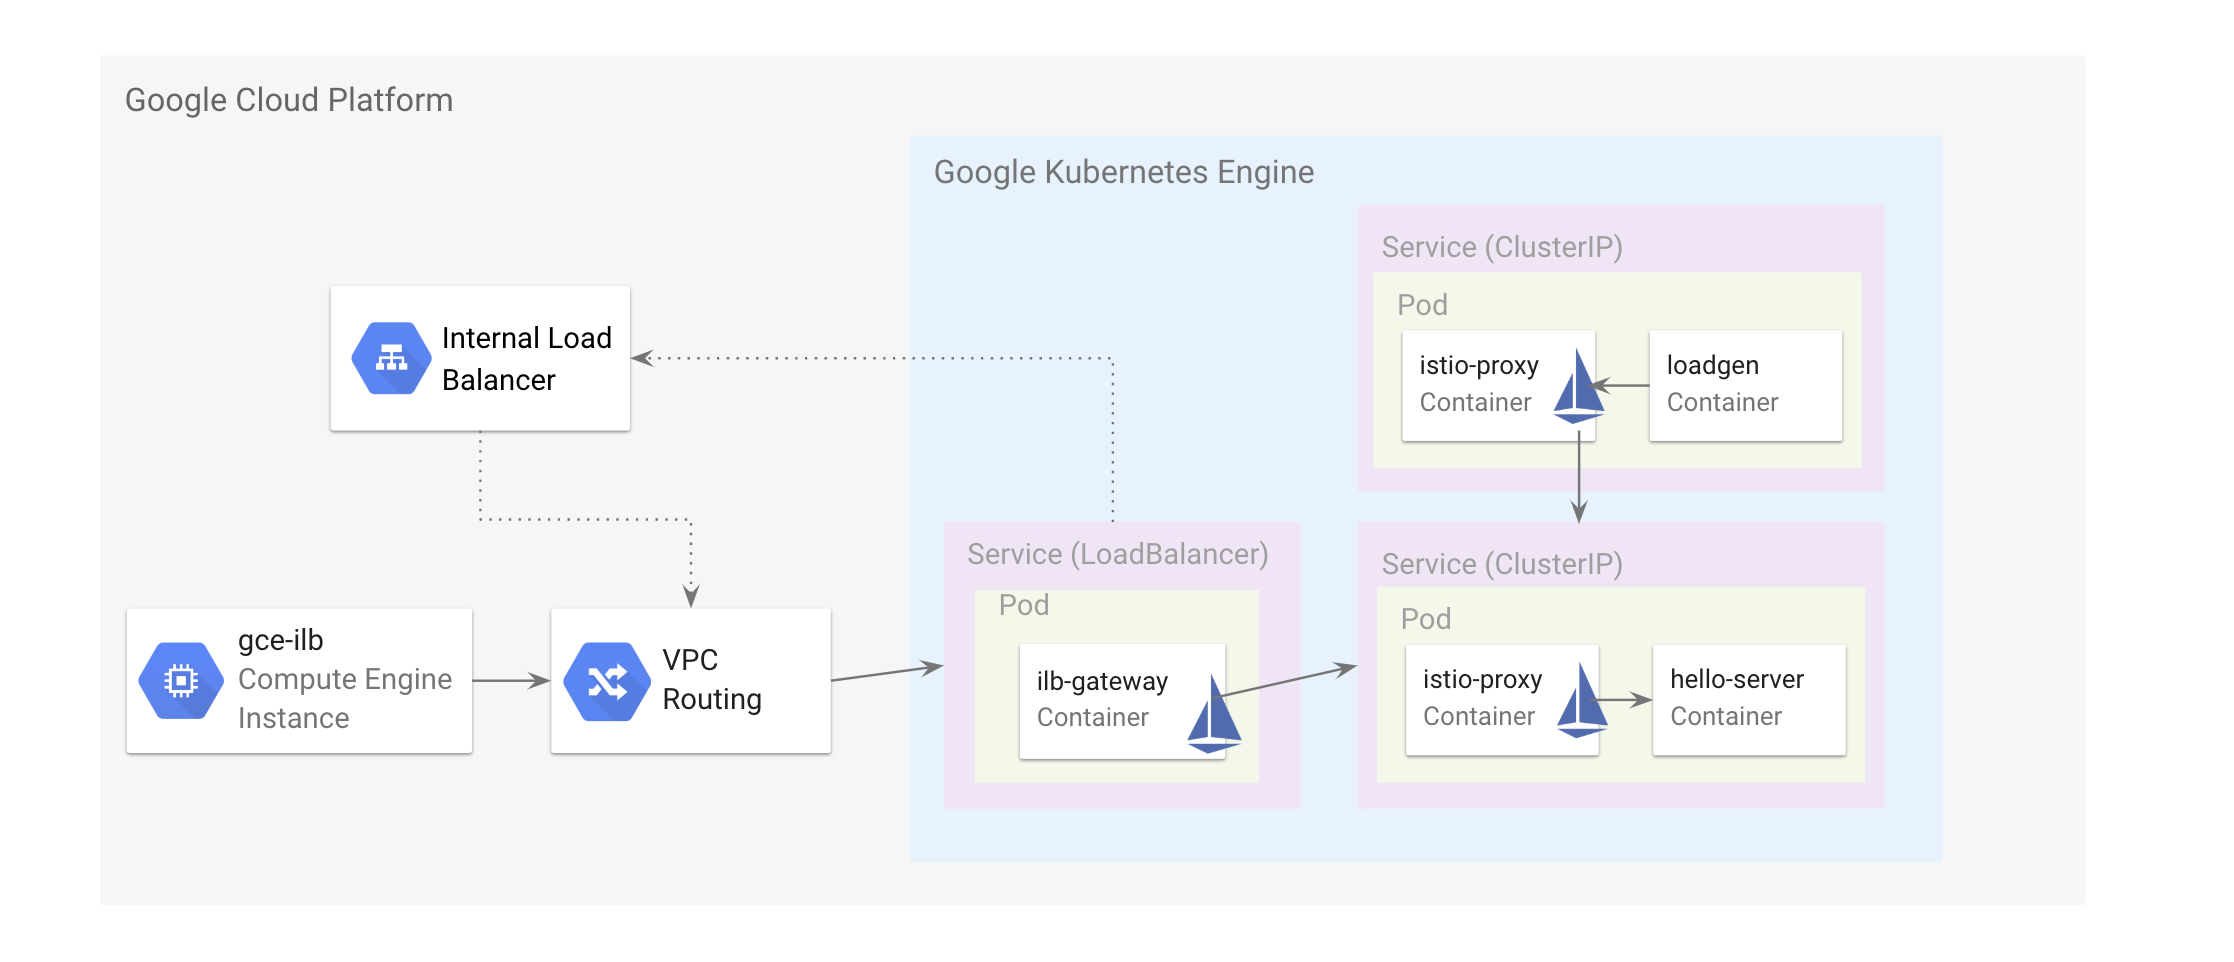 Google Cloud Platform
Google Kubernetes Engine
Service (ClusterIP)
Pod
istio-proxy
Container
loadgen
Container
Internal Load
Balancer
Service (LoadBalancer)
Pod
ilb-gateway
Container
Service (ClusterIP)
Pod
istio-proxy
Container
hello-server
Container
gce-ilb
Compute Engine
Instance
VPC
Routing